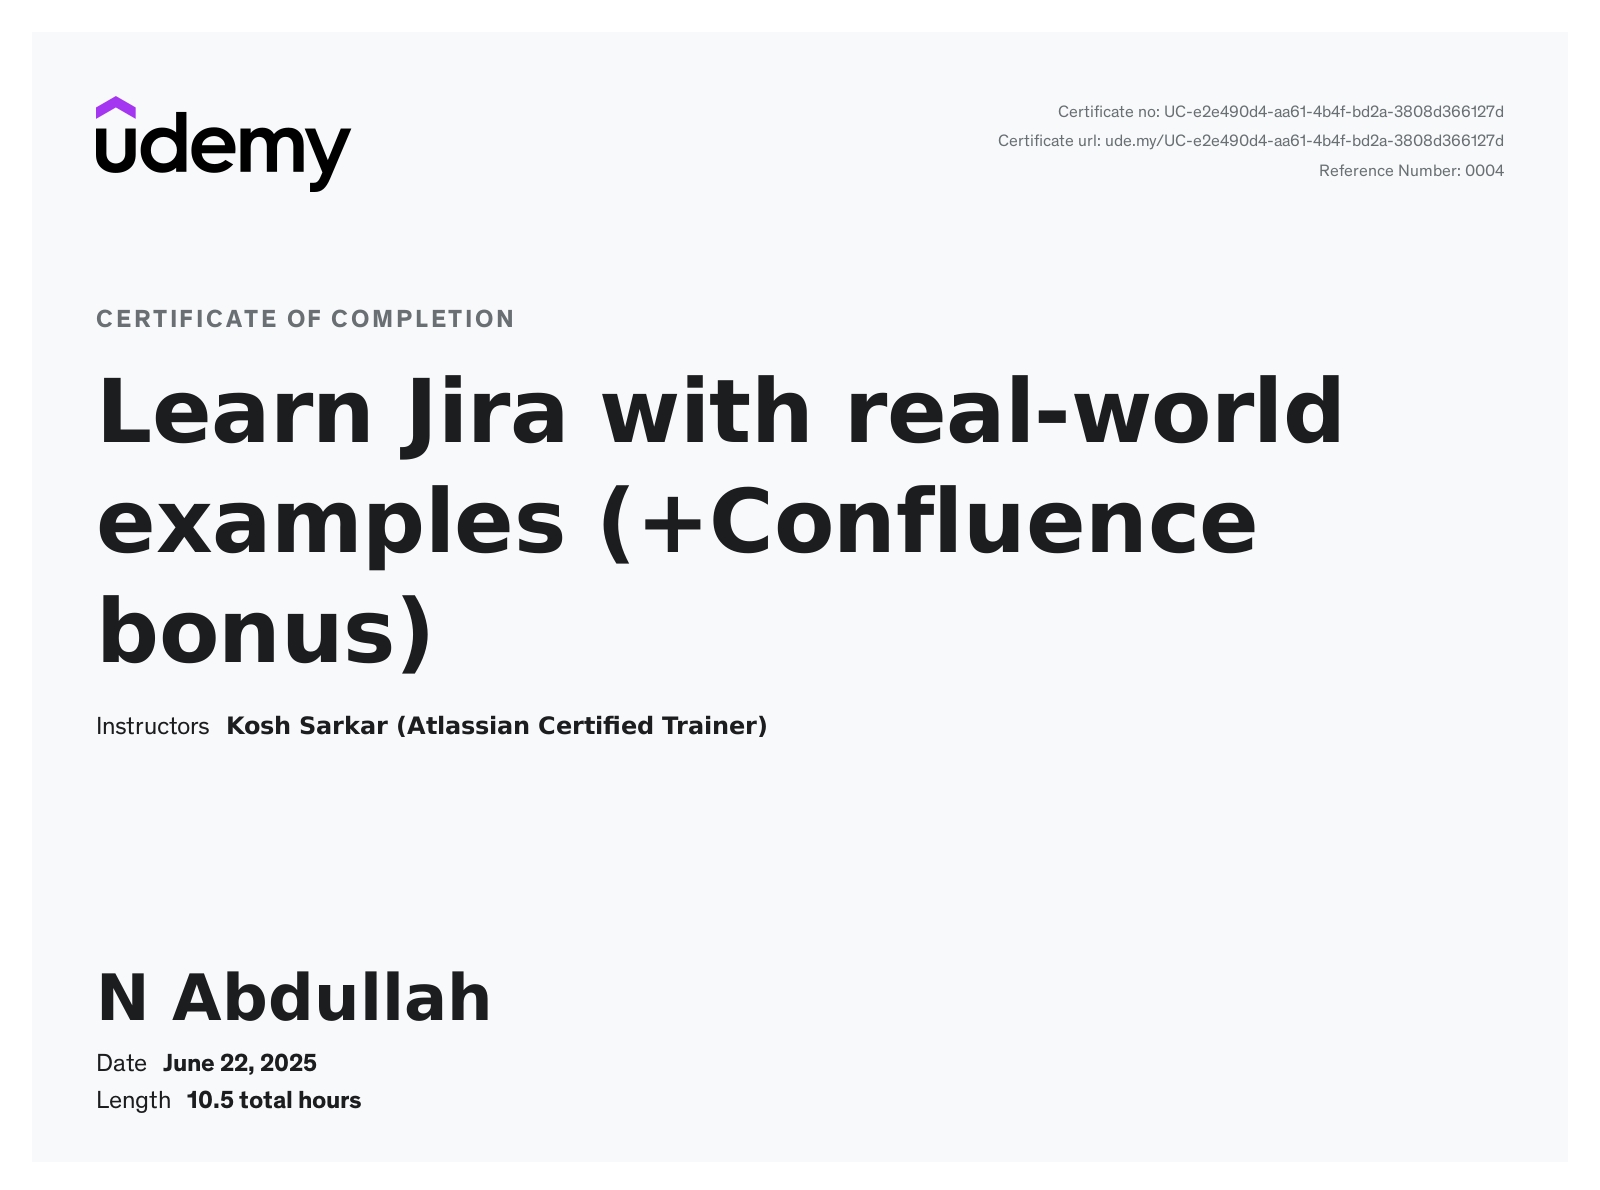 udemy
Certificate no: UC-e2e490d4-aa61-4b4f-bd2a-3808d366127d
Certificate url: ude.my/UC-e2e490d4-aa61-4b4f-bd2a-3808d366127d
Reference Number: 0004
CERTIFICATE OF COMPLETION
Learn Jira with real-world
examples (+Confluence
bonus)
Instructors Kosh Sarkar (Atlassian Certified Trainer)
N Abdullah
Date June 22, 2025
Length 10.5 total hours